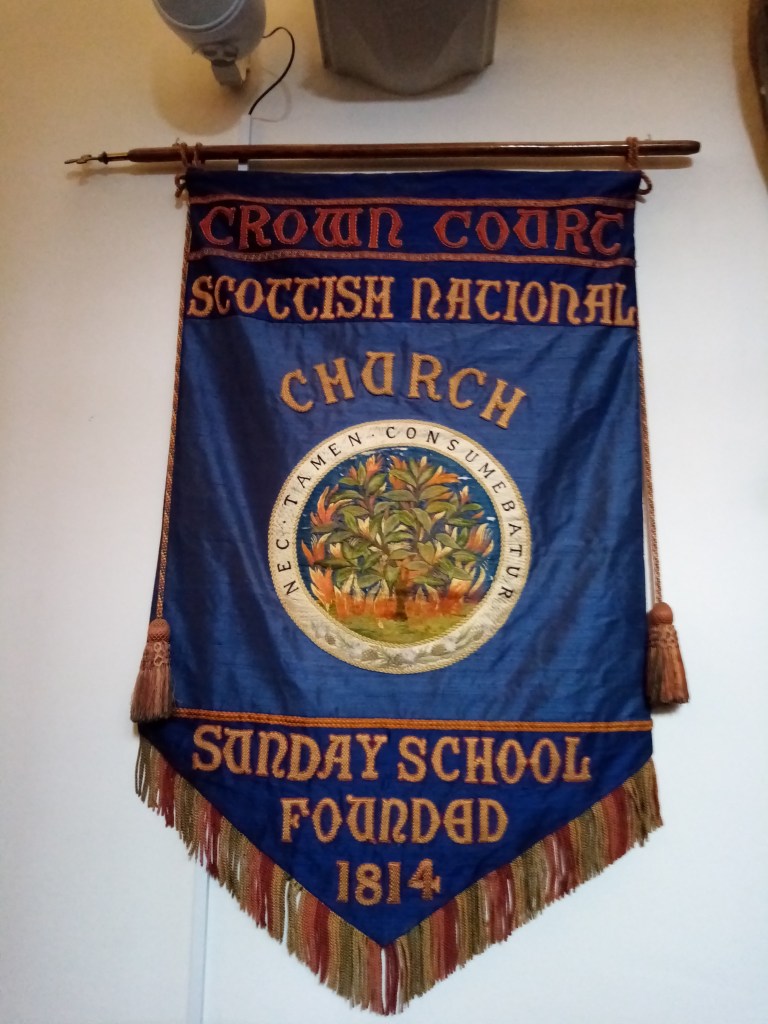 CROWN COURT
SCOTTISH NATIONAL
CHURCH
NEC · TAMEN · CONSUMEBATUR
SUNDAY SCHOOL
FOUNDED
1814